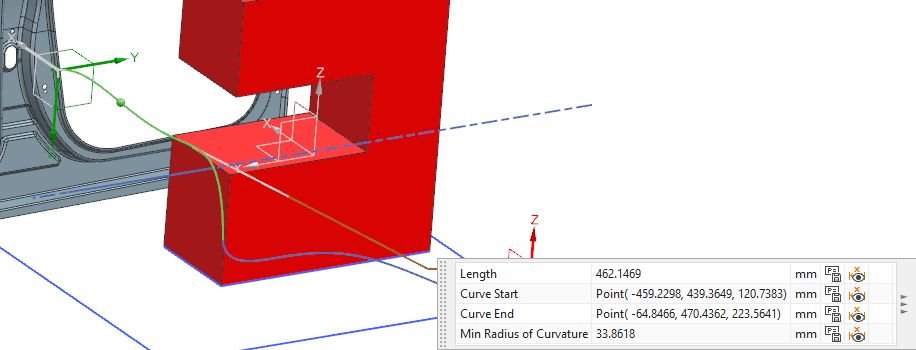 X
Y
Z
X
Y
Z
Length 462.1469 mm
Curve Start Point( -459.2298, 439.3649, 120.7383) mm
Curve End Point( -64.8466, 470.4362, 223.5641) mm
Min Radius of Curvature 33.8618 mm